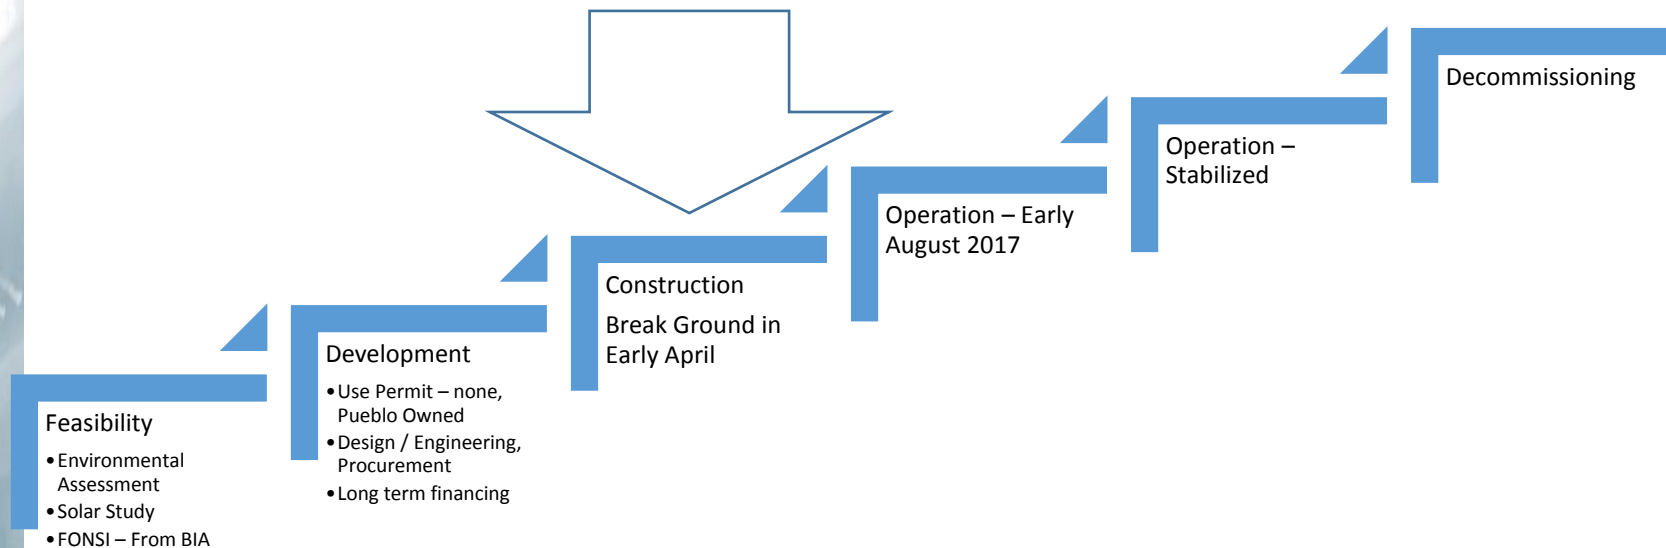 Feasibility
•Environmental
Assessment
•Solar Study
•FONSI – From BIA
Development
•Use Permit – none,
Pueblo Owned
•Design / Engineering,
Procurement
•Long term financing
Construction
Break Ground in
Early April
Operation – Early
August 2017
Operation –
Stabilized
Decommissioning